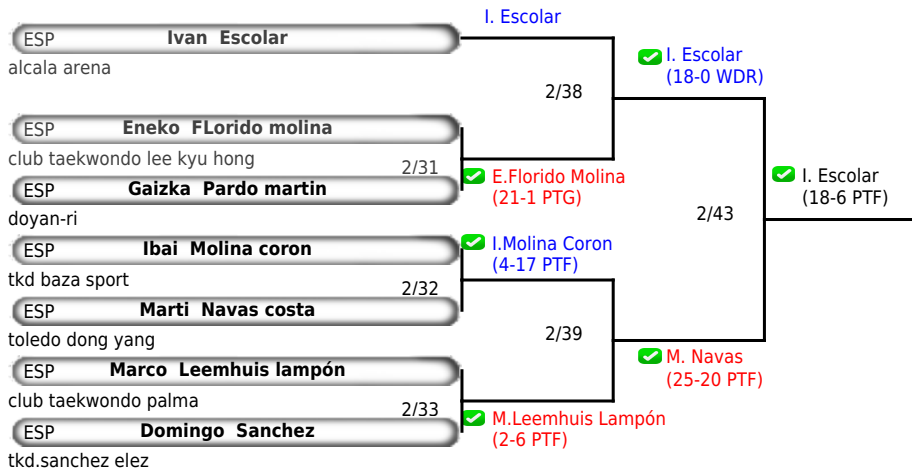 I. Escolar
ESP Ivan Escolar
alcala arena
I. Escolar
(18-0 WDR)
2/38
ESP Eneko FLorido molina
club taekwondo lee kyu hong
2/31
E.Florido Molina
(21-1 PTG)
ESP Gaizka Pardo martin
doyan-ri
I. Escolar
(18-6 PTF)
2/43
ESP Ibai Molina coron
tkd baza sport
I.Molina Coron
(4-17 PTF)
2/32
ESP Marti Navas costa
toledo dong yang
2/39
M. Navas
(25-20 PTF)
ESP Marco Leemhuis lampón
club taekwondo palma
2/33
M.Leemhuis Lampón
(2-6 PTF)
ESP Domingo Sanchez
tkd.sanchez elez